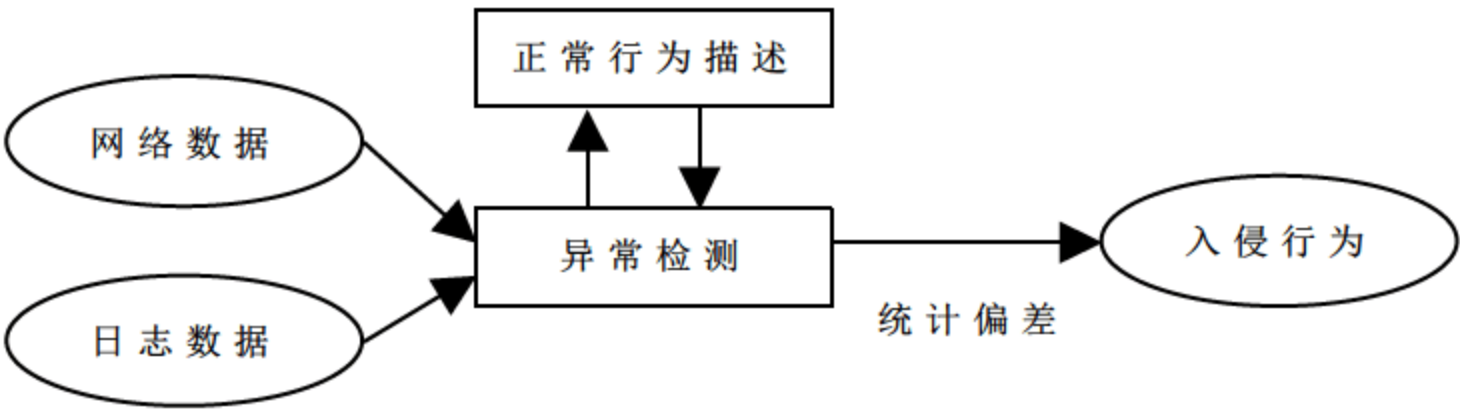 正常行为描述
网络数据
异常检测
入侵行为
统计偏差
日志数据